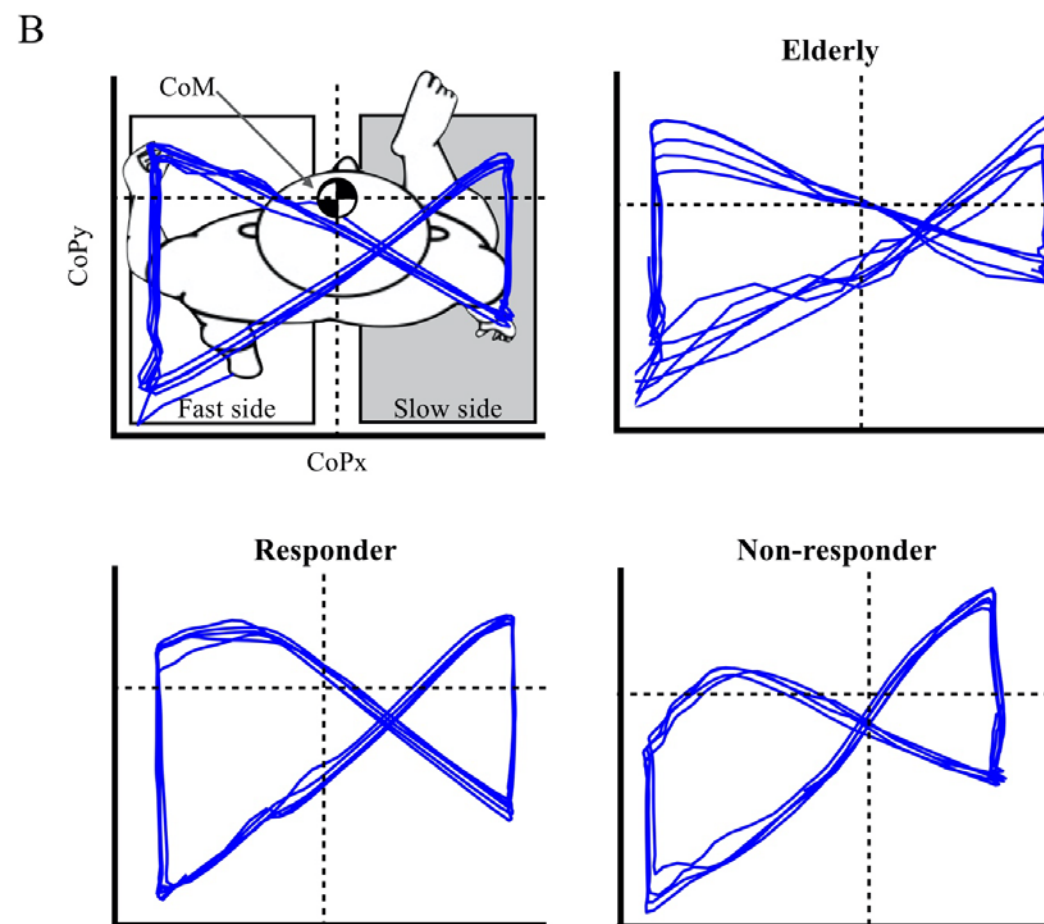 B
Elderly
CoM
CoPy
Fast side
Slow side
CoPx
Responder
Non-responder